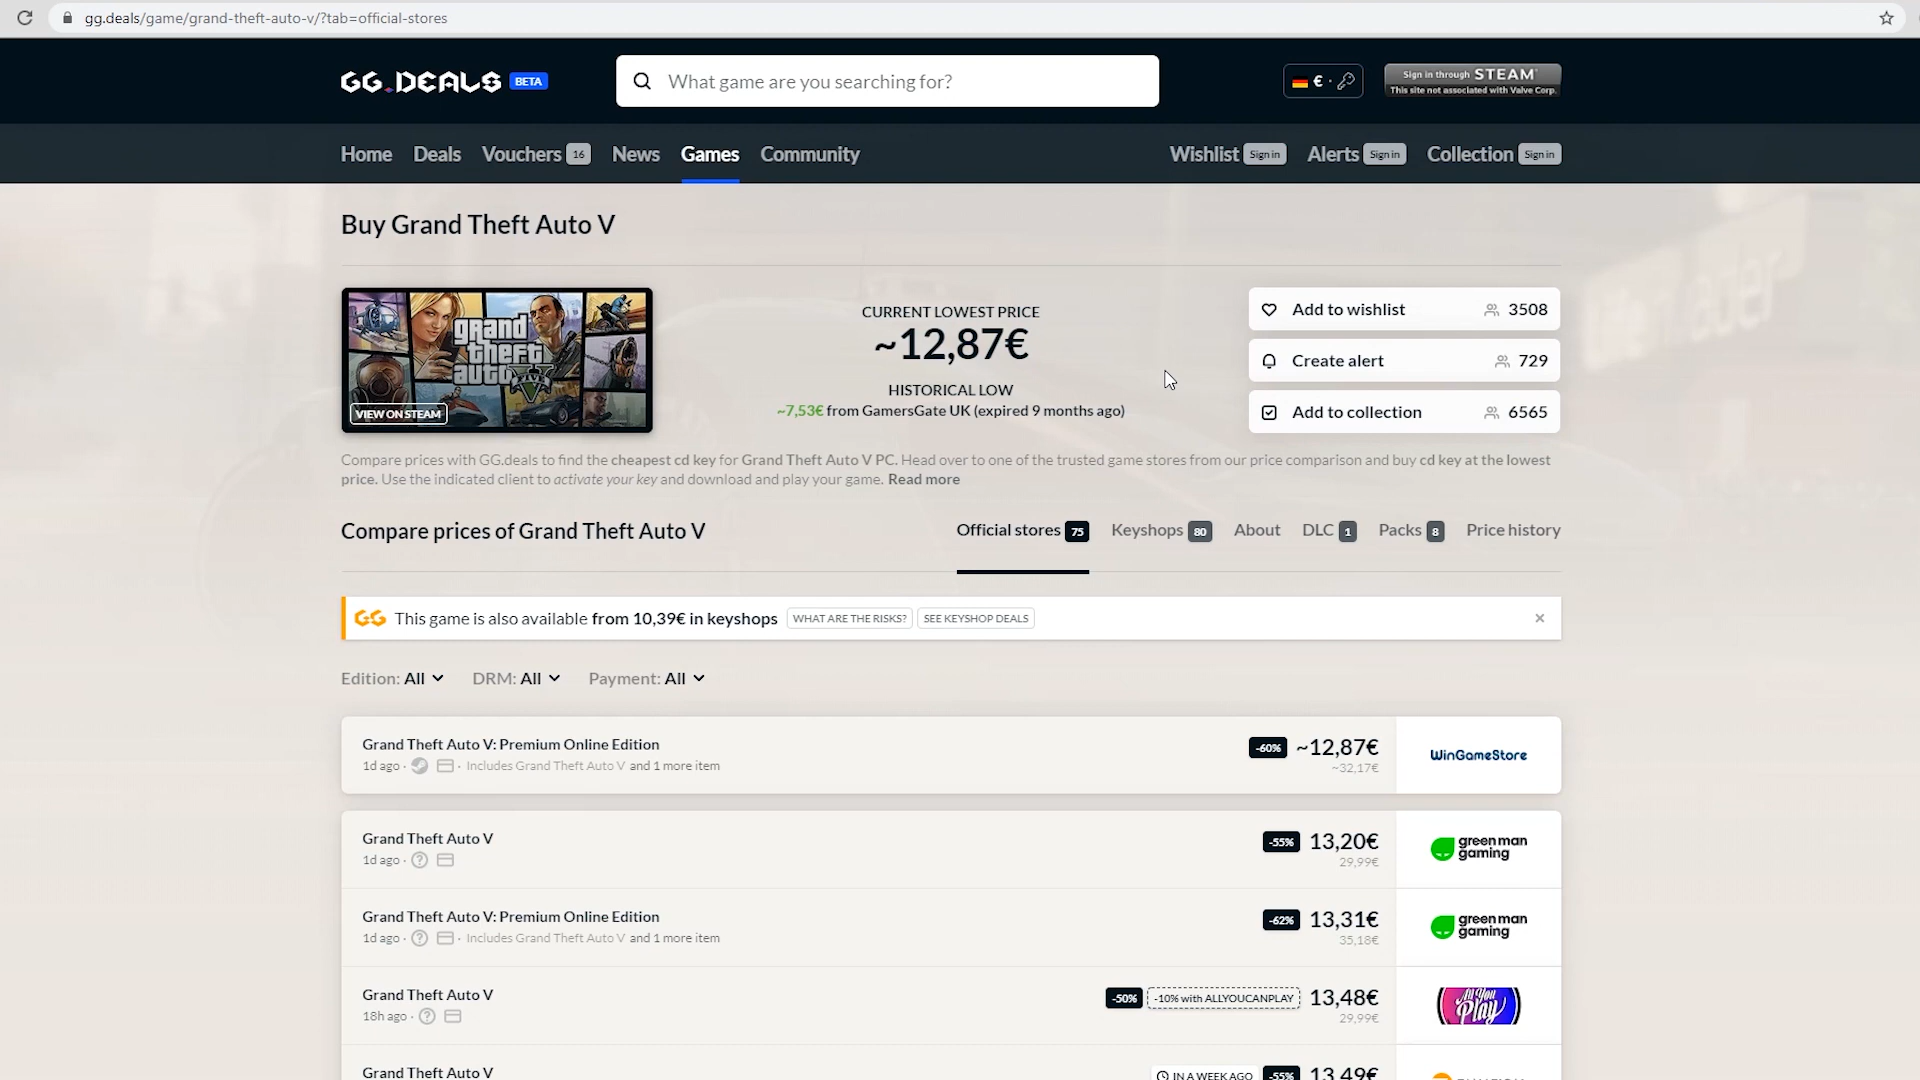 gg.deals/game/grand-theft-auto-v/?tab=official-stores
GG.DEALS BETA
What game are you searching for?
€ ·
Sign in through STEAM
This site not associated with Valve Corp.
Home Deals Vouchers 16 News Games Community
Wishlist Sign in Alerts Sign in Collection Sign in
Buy Grand Theft Auto V
grand
theft
auto
V
FIVE
VIEW ON STEAM
CURRENT LOWEST PRICE
~12,87€
HISTORICAL LOW
~7,53€ from GamersGate UK (expired 9 months ago)
Add to wishlist 3508
Create alert 729
Add to collection 6565
Compare prices with GG.deals to find the cheapest cd key for Grand Theft Auto V PC. Head over to one of the trusted game stores from our price comparison and buy cd key at the lowest
price. Use the indicated client to activate your key and download and play your game. Read more
Compare prices of Grand Theft Auto V
Official stores 75 Keyshops 80 About DLC 1 Packs 8 Price history
GG This game is also available from 10,39€ in keyshops WHAT ARE THE RISKS? SEE KEYSHOP DEALS
Edition: All DRM: All Payment: All
Grand Theft Auto V: Premium Online Edition
1d ago · · Includes Grand Theft Auto V and 1 more item
-60% ~12,87€
~32,17€
WinGameStore
Grand Theft Auto V
1d ago ·
-55% 13,20€
29,99€
green man
gaming
Grand Theft Auto V: Premium Online Edition
1d ago · · Includes Grand Theft Auto V and 1 more item
-62% 13,31€
35,18€
green man
gaming
Grand Theft Auto V
18h ago ·
-50% -10% with ALLYOUCANPLAY 13,48€
29,99€
All You
Play
Grand Theft Auto V
IN A WEEK AGO -55% 13,49€